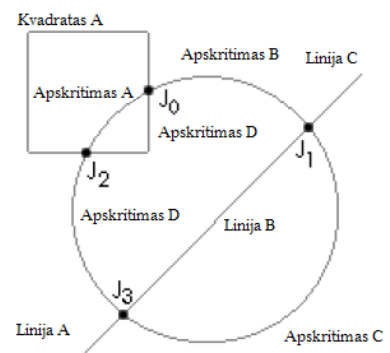 Kvadratas A
Apskritimas B
Linija C
Apskritimas A
J0
Apskritimas D
J1
J2
Apskritimas D
Linija B
J3
Linija A
Apskritimas C